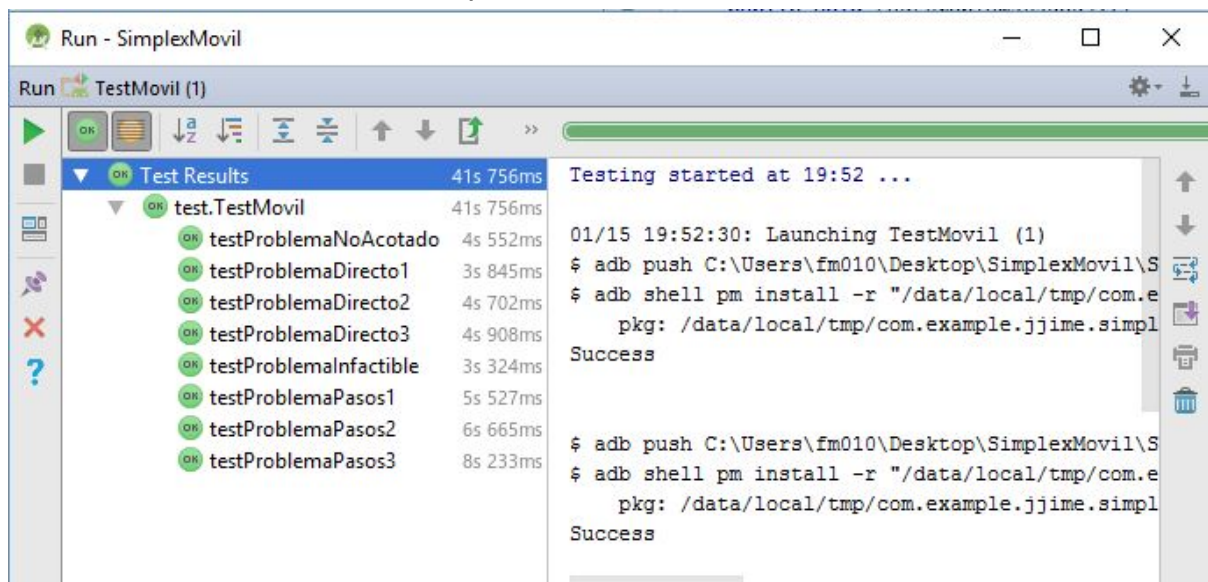 Run - SimplexMovil
Run TestMovil (1)
Test Results 41s 756ms
test.TestMovil 41s 756ms
testProblemaNoAcotado 4s 552ms
testProblemaDirecto1 3s 845ms
testProblemaDirecto2 4s 702ms
testProblemaDirecto3 4s 908ms
testProblemaInfactible 3s 324ms
testProblemaPasos1 5s 527ms
testProblemaPasos2 6s 665ms
testProblemaPasos3 8s 233ms
Testing started at 19:52 ...
01/15 19:52:30: Launching TestMovil (1)
$ adb push C:\Users\fm010\Desktop\SimplexMovil\S
$ adb shell pm install -r "/data/local/tmp/com.e
pkg: /data/local/tmp/com.example.jjime.simpl
Success
$ adb push C:\Users\fm010\Desktop\SimplexMovil\S
$ adb shell pm install -r "/data/local/tmp/com.e
pkg: /data/local/tmp/com.example.jjime.simpl
Success